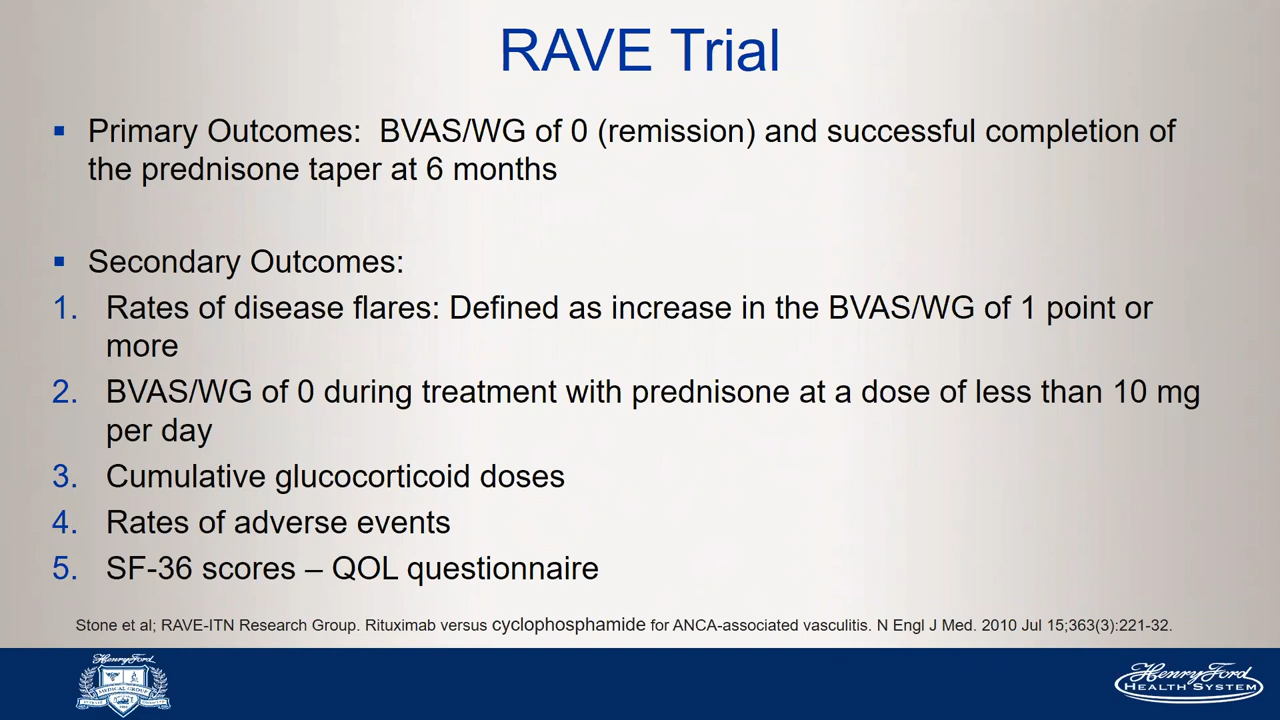 RAVE Trial
▪ Primary Outcomes:  BVAS/WG of 0 (remission) and successful completion of
the prednisone taper at 6 months
▪ Secondary Outcomes:
1. Rates of disease flares: Defined as increase in the BVAS/WG of 1 point or
more
2. BVAS/WG of 0 during treatment with prednisone at a dose of less than 10 mg
per day
3. Cumulative glucocorticoid doses
4. Rates of adverse events
5. SF-36 scores – QOL questionnaire
Stone et al; RAVE-ITN Research Group. Rituximab versus cyclophosphamide for ANCA-associated vasculitis. N Engl J Med. 2010 Jul 15;363(3):221-32.
Henry Ford
MEDICAL GROUP
Henry Ford
HEALTH SYSTEM